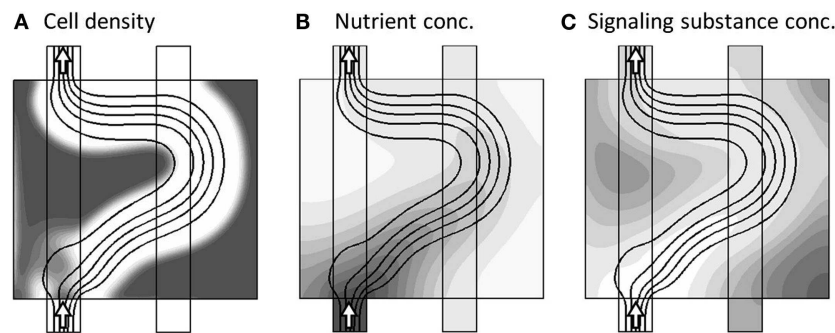 A Cell density
B Nutrient conc.
C Signaling substance conc.